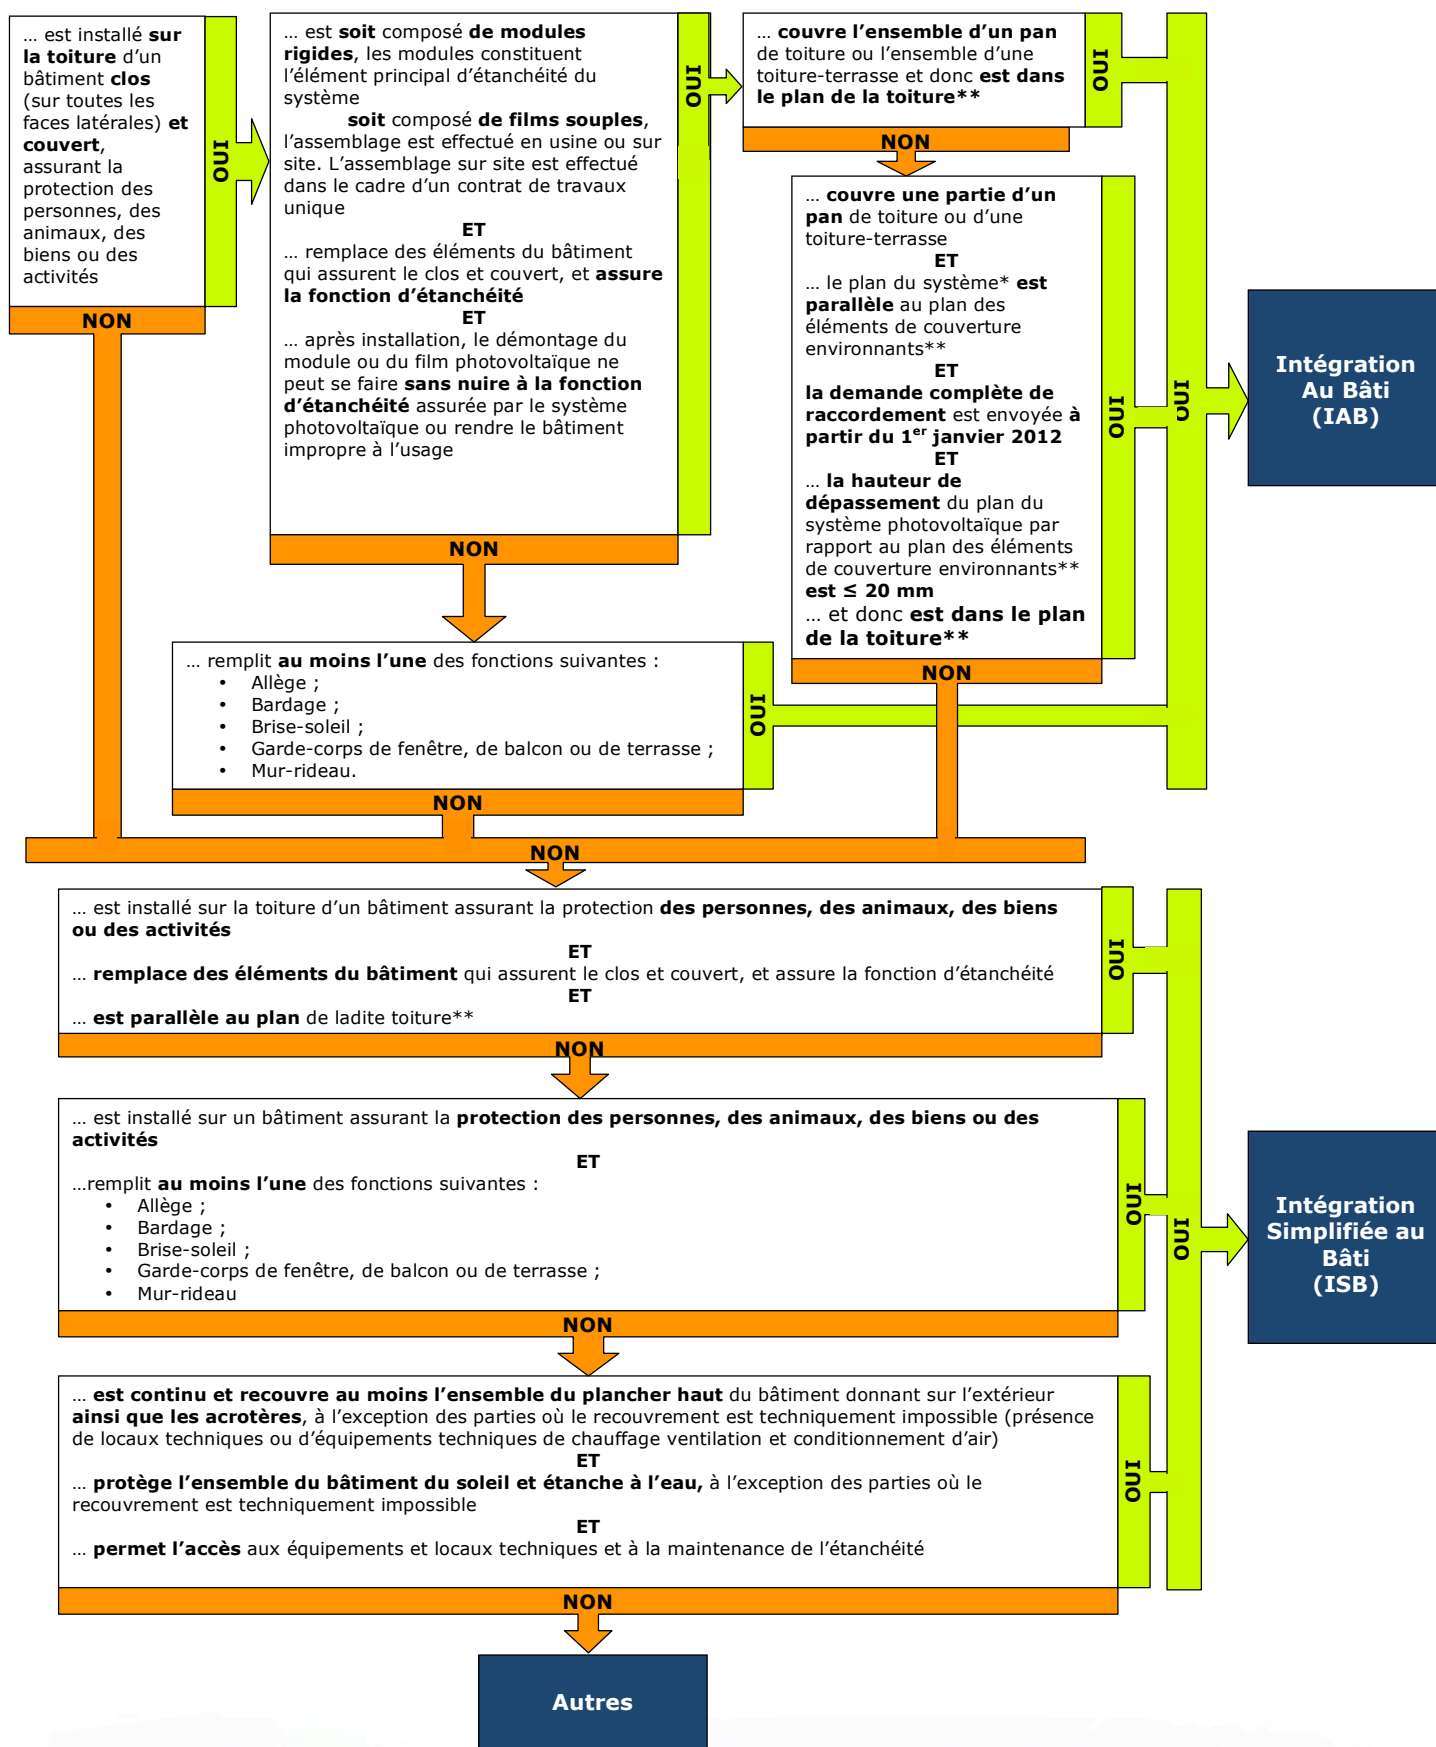 … est installé sur
la toiture d’un
bâtiment clos
(sur toutes les
faces latérales) et
couvert,
assurant la
protection des
personnes, des
animaux, des
biens ou des
activités
OUI
NON
… est soit composé de modules
rigides, les modules constituent
l’élément principal d’étanchéité du
système
soit composé de films souples,
l’assemblage est effectué en usine ou sur
site. L’assemblage sur site est effectué
dans le cadre d’un contrat de travaux
unique
ET
… remplace des éléments du bâtiment
qui assurent le clos et couvert, et assure
la fonction d’étanchéité
ET
… après installation, le démontage du
module ou du film photovoltaïque ne
peut se faire sans nuire à la fonction
d’étanchéité assurée par le système
photovoltaïque ou rendre le bâtiment
impropre à l’usage
OUI
NON
… couvre l’ensemble d’un pan
de toiture ou l’ensemble d’une
toiture-terrasse et donc est dans
le plan de la toiture**
OUI
NON
… couvre une partie d’un
pan de toiture ou d’une
toiture-terrasse
ET
… le plan du système* est
parallèle au plan des
éléments de couverture
environnants**
ET
la demande complète de
raccordement est envoyée à
partir du 1er janvier 2012
ET
… la hauteur de
dépassement du plan du
système photovoltaïque par
rapport au plan des éléments
de couverture environnants**
est ≤ 20 mm
… et donc est dans le plan
de la toiture**
OUI
NON
OUI
Intégration
Au Bâti
(IAB)
… remplit au moins l’une des fonctions suivantes :
• Allège ;
• Bardage ;
• Brise-soleil ;
• Garde-corps de fenêtre, de balcon ou de terrasse ;
• Mur-rideau.
OUI
NON
NON
… est installé sur la toiture d’un bâtiment assurant la protection des personnes, des animaux, des biens
ou des activités
ET
… remplace des éléments du bâtiment qui assurent le clos et couvert, et assure la fonction d’étanchéité
ET
… est parallèle au plan de ladite toiture**
OUI
NON
… est installé sur un bâtiment assurant la protection des personnes, des animaux, des biens ou des
activités
ET
…remplit au moins l’une des fonctions suivantes :
• Allège ;
• Bardage ;
• Brise-soleil ;
• Garde-corps de fenêtre, de balcon ou de terrasse ;
• Mur-rideau
OUI
NON
OUI
Intégration
Simplifiée au
Bâti
(ISB)
… est continu et recouvre au moins l’ensemble du plancher haut du bâtiment donnant sur l’extérieur
ainsi que les acrotères, à l’exception des parties où le recouvrement est techniquement impossible (présence
de locaux techniques ou d’équipements techniques de chauffage ventilation et conditionnement d’air)
ET
… protège l’ensemble du bâtiment du soleil et étanche à l’eau, à l’exception des parties où le
recouvrement est techniquement impossible
ET
… permet l’accès aux équipements et locaux techniques et à la maintenance de l’étanchéité
OUI
NON
Autres